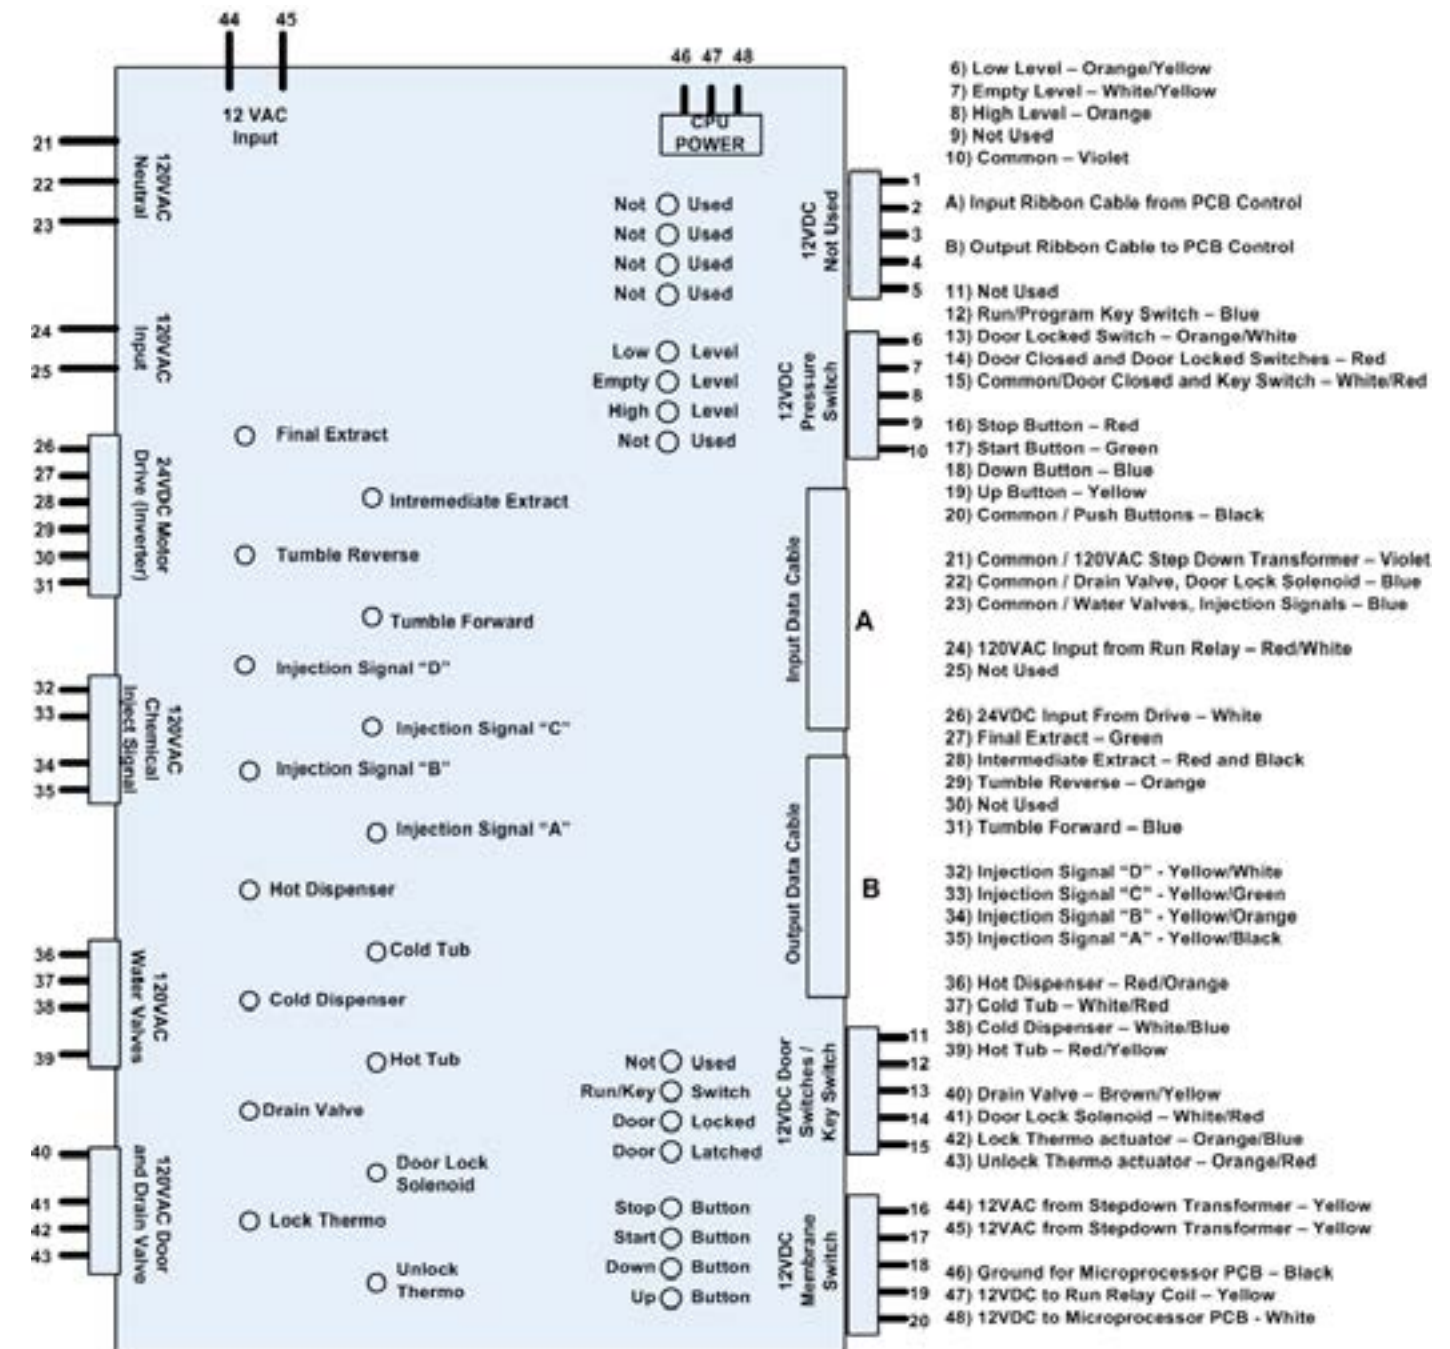 44 45
46 47 48
12 VAC
Input
CPU
POWER
21
22
23
120VAC
Neutral
24
25
120VAC
Input
26
27
28
29
30
31
24VDC Motor
Drive (Inverter)
32
33
34
35
120VAC
Chemical
Inject Signal
36
37
38
39
120VAC
Water Valves
40
41
42
43
120VAC Door
and Drain Valve
Final Extract
Intremediate Extract
Tumble Reverse
Tumble Forward
Injection Signal “D”
Injection Signal “C”
Injection Signal “B”
Injection Signal “A”
Hot Dispenser
Cold Tub
Cold Dispenser
Hot Tub
Drain Valve
Door Lock
Solenoid
Lock Thermo
Unlock
Thermo
Not Used
Not Used
Not Used
Not Used
Low Level
Empty Level
High Level
Not Used
Not Used
Run/Key Switch
Door Locked
Door Latched
Stop Button
Start Button
Down Button
Up Button
12VDC
Not Used
1
2
3
4
5
12VDC
Pressure
Switch
6
7
8
9
10
Input Data Cable
A
Output Data Cable
B
12VDC Door
Switches /
Key Switch
11
12
13
14
15
12VDC
Membrane
Switch
16
17
18
19
20
6) Low Level – Orange/Yellow
7) Empty Level – White/Yellow
8) High Level – Orange
9) Not Used
10) Common – Violet
A) Input Ribbon Cable from PCB Control
B) Output Ribbon Cable to PCB Control
11) Not Used
12) Run/Program Key Switch – Blue
13) Door Locked Switch – Orange/White
14) Door Closed and Door Locked Switches – Red
15) Common/Door Closed and Key Switch – White/Red
16) Stop Button – Red
17) Start Button – Green
18) Down Button – Blue
19) Up Button – Yellow
20) Common / Push Buttons – Black
21) Common / 120VAC Step Down Transformer – Violet
22) Common / Drain Valve, Door Lock Solenoid – Blue
23) Common / Water Valves, Injection Signals – Blue
24) 120VAC Input from Run Relay – Red/White
25) Not Used
26) 24VDC Input From Drive – White
27) Final Extract – Green
28) Intermediate Extract – Red and Black
29) Tumble Reverse – Orange
30) Not Used
31) Tumble Forward – Blue
32) Injection Signal “D” - Yellow/White
33) Injection Signal “C” - Yellow/Green
34) Injection Signal “B” - Yellow/Orange
35) Injection Signal “A” - Yellow/Black
36) Hot Dispenser – Red/Orange
37) Cold Tub – White/Red
38) Cold Dispenser – White/Blue
39) Hot Tub – Red/Yellow
40) Drain Valve – Brown/Yellow
41) Door Lock Solenoid – White/Red
42) Lock Thermo actuator – Orange/Blue
43) Unlock Thermo actuator – Orange/Red
44) 12VAC from Stepdown Transformer – Yellow
45) 12VAC from Stepdown Transformer – Yellow
46) Ground for Microprocessor PCB – Black
47) 12VDC to Run Relay Coil – Yellow
48) 12VDC to Microprocessor PCB - White